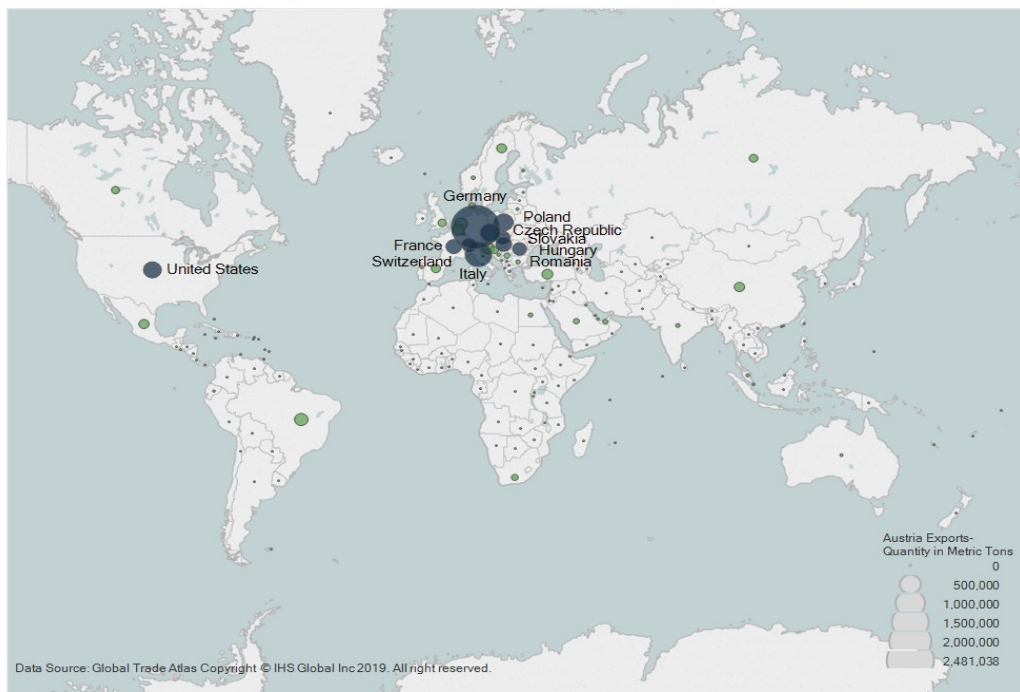 Germany
Poland
Czech Republic
Slovakia
France
Hungary
Switzerland
Romania
United States
Italy
Austria Exports-
Quantity in Metric Tons
0
500,000
1,000,000
1,500,000
2,000,000
2,481,038
Data Source: Global Trade Atlas Copyright © IHS Global Inc 2019. All right reserved.